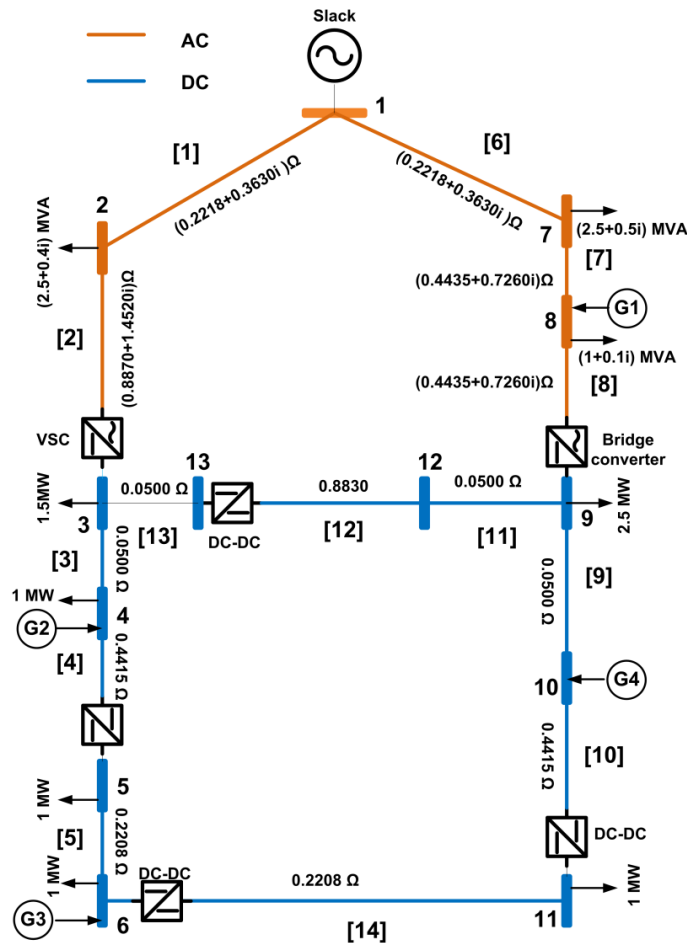 Slack
AC
DC
1
[1]
[6]
(0.2218+0.3630i )Ω
(0.2218+0.3630i )Ω
2
(2.5+0.4i) MVA
7
(2.5+0.5i) MVA
[7]
(0.4435+0.7260i)Ω
G1
8
(1+0.1i) MVA
[2]
(0.8870+1.4520i)Ω
(0.4435+0.7260i)Ω
[8]
VSC
Bridge
converter
13
12
1.5MW
0.0500 Ω
0.8830
0.0500 Ω
3
9
2.5 MW
[13]
DC-DC
[12]
[11]
[3]
0.0500 Ω
[9]
0.0500 Ω
1 MW
4
G2
[4]
0.4415 Ω
10
G4
0.4415 Ω
[10]
5
1 MW
DC-DC
[5]
0.2208 Ω
1 MW
DC-DC
0.2208 Ω
1 MW
G3
6
11
[14]